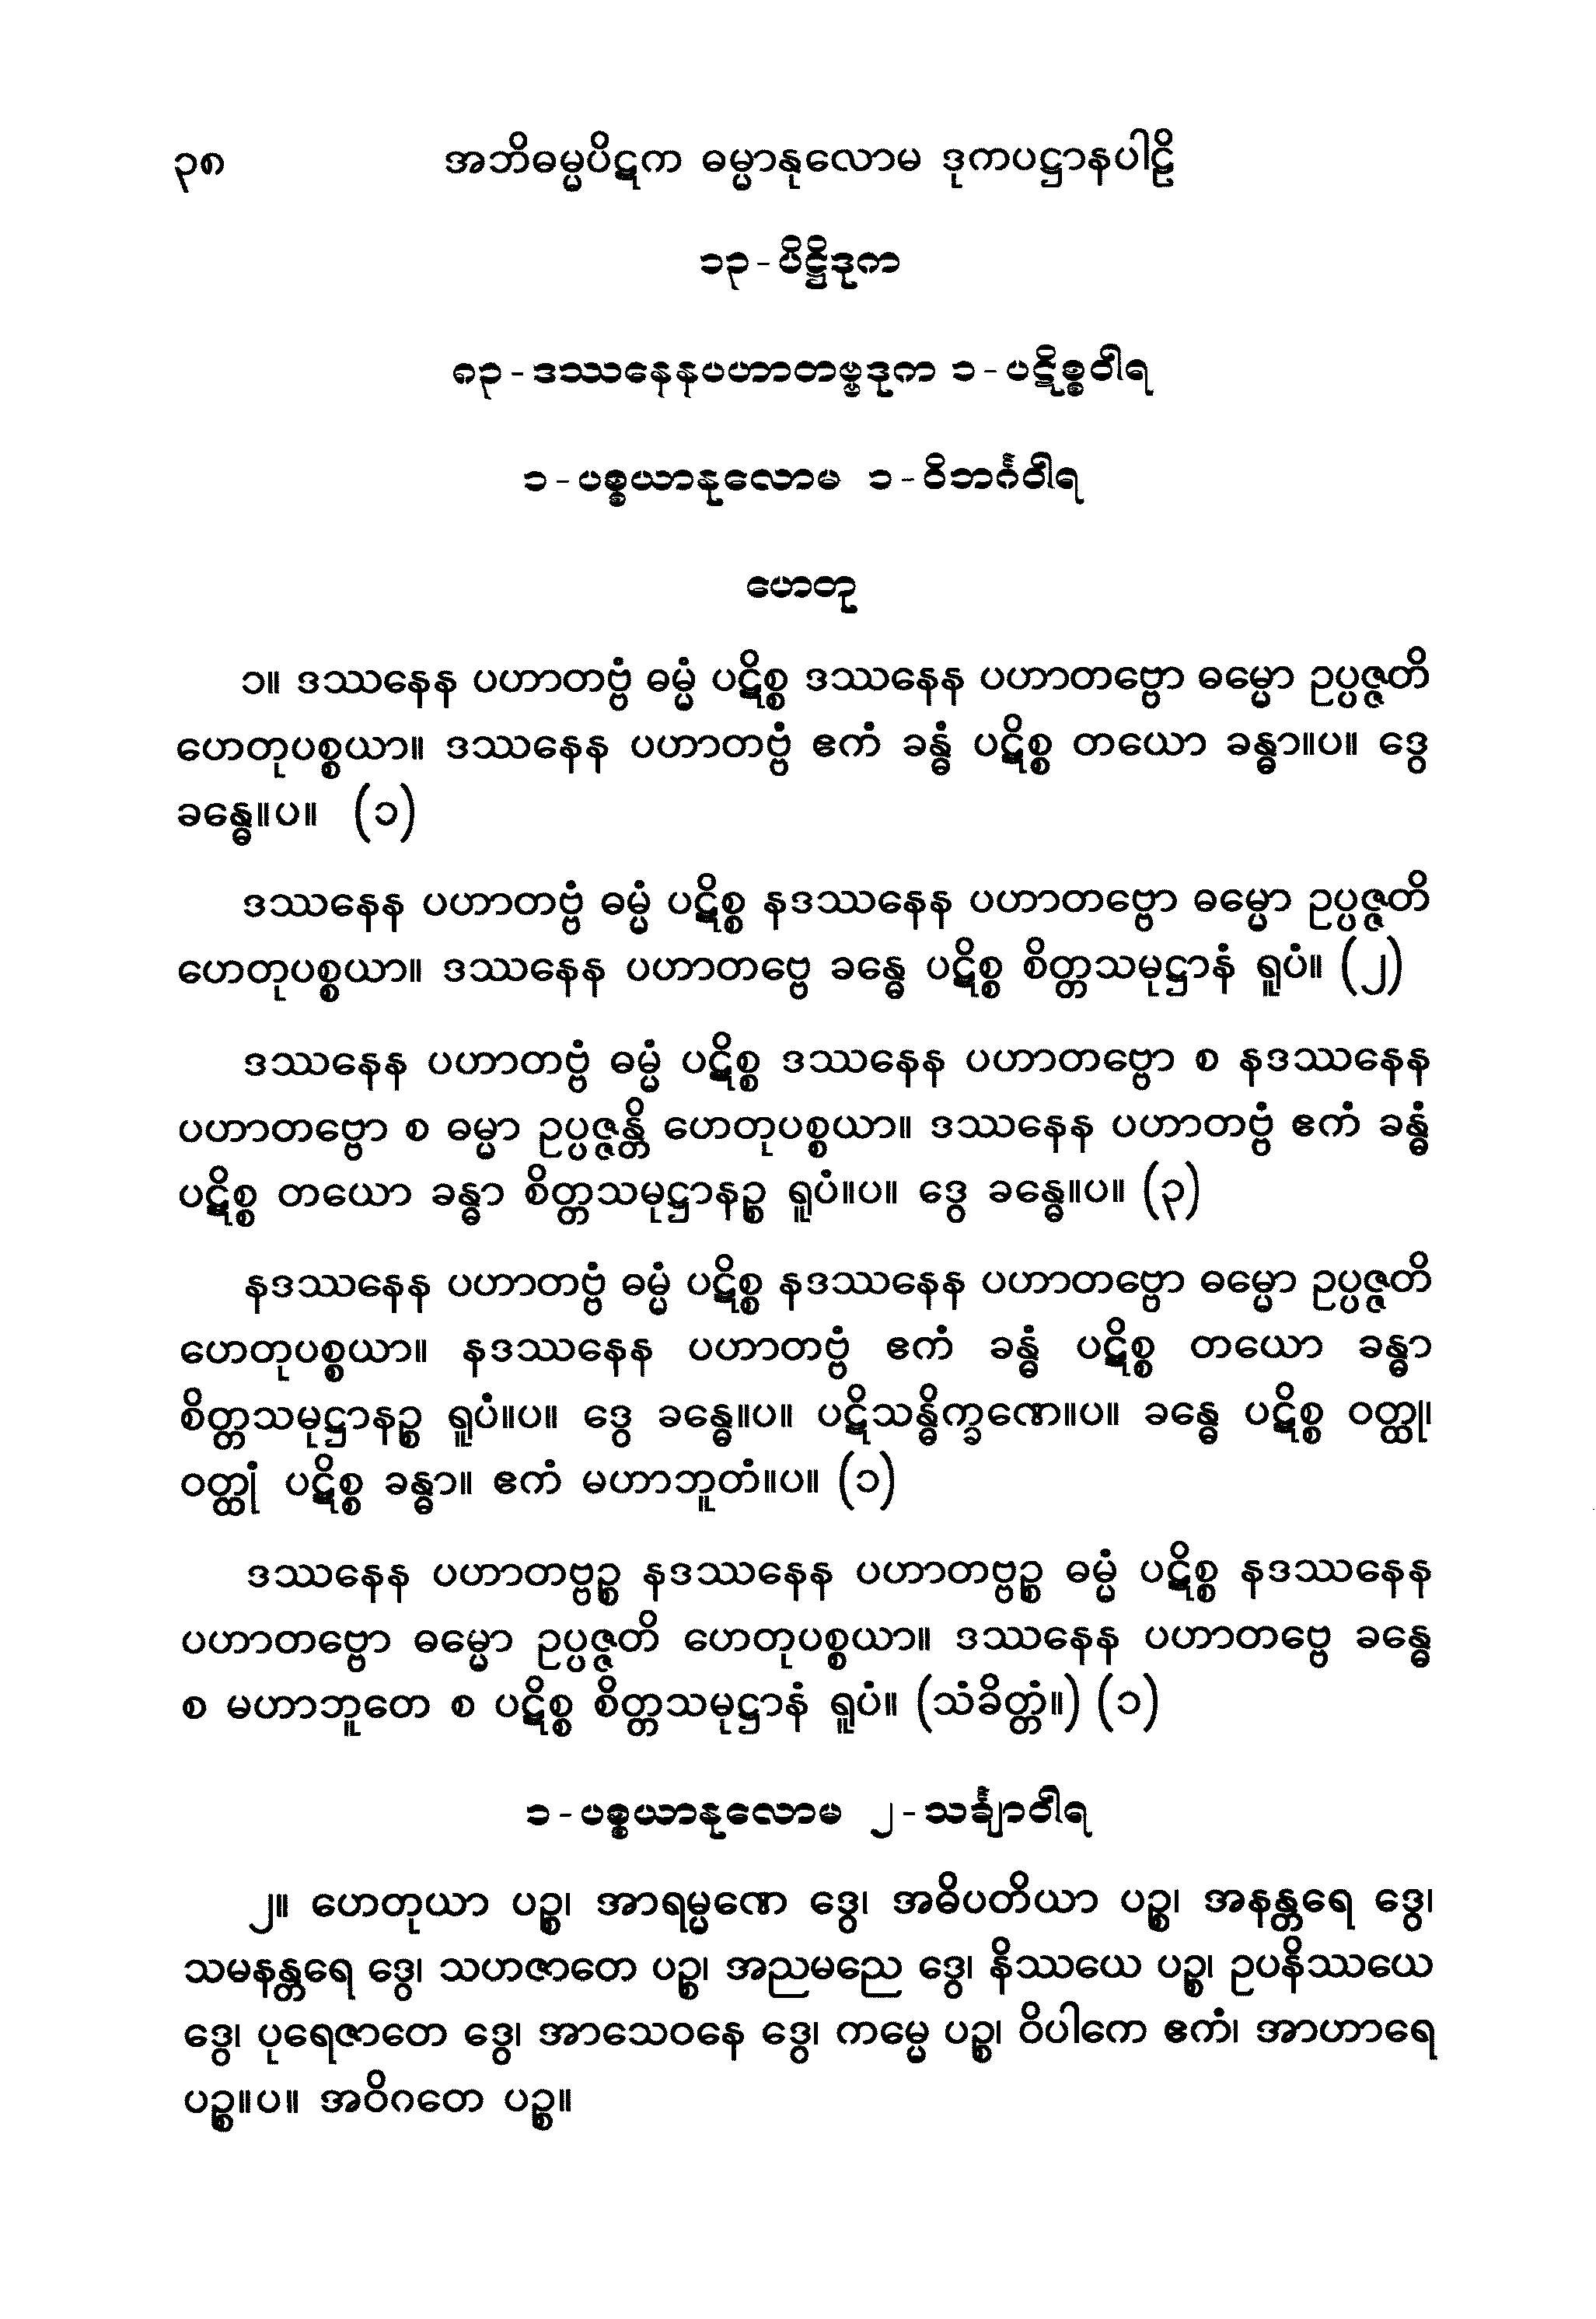 ၃၈ အဘိဓမ္မပိဋက ဓမ္မာနုလောမ ဒုကပဋ္ဌာနပါဠိ
၁၃-ပိဋ္ဌိဒုက
၈၃-ဒဿနေနပဟာတဗ္ဗဒုက ၁-ပဋိစ္စဝါရ
၁-ပစ္စယာနုလောမ ၁-ဝိဘင်္ဂဝါရ
ဟေတု
၁။ ဒဿနေန ပဟာတဗ္ဗံ ဓမ္မံ ပဋိစ္စ ဒဿနေန ပဟာတဗ္ဗော ဓမ္မော ဥပ္ပဇ္ဇတိ
ဟေတုပစ္စယာ။ ဒဿနေန ပဟာတဗ္ဗံ ဧကံ ခန္ဓံ ပဋိစ္စ တယော ခန္ဓာ။ပ။ ဒွေ
ခန္ဓေ။ပ။ (၁)
ဒဿနေန ပဟာတဗ္ဗံ ဓမ္မံ ပဋိစ္စ နဒဿနေန ပဟာတဗ္ဗော ဓမ္မော ဥပ္ပဇ္ဇတိ
ဟေတုပစ္စယာ။ ဒဿနေန ပဟာတဗ္ဗေ ခန္ဓေ ပဋိစ္စ စိတ္တသမုဋ္ဌာနံ ရူပံ။ (၂)
ဒဿနေန ပဟာတဗ္ဗံ ဓမ္မံ ပဋိစ္စ ဒဿနေန ပဟာတဗ္ဗော စ နဒဿနေန
ပဟာတဗ္ဗော စ ဓမ္မာ ဥပ္ပဇ္ဇန္တိ ဟေတုပစ္စယာ။ ဒဿနေန ပဟာတဗ္ဗံ ဧကံ ခန္ဓံ
ပဋိစ္စ တယော ခန္ဓာ စိတ္တသမုဋ္ဌာနဉ္စ ရူပံ။ပ။ ဒွေ ခန္ဓေ။ပ။ (၃)
နဒဿနေန ပဟာတဗ္ဗံ ဓမ္မံ ပဋိစ္စ နဒဿနေန ပဟာတဗ္ဗော ဓမ္မော ဥပ္ပဇ္ဇတိ
ဟေတုပစ္စယာ။ နဒဿနေန ပဟာတဗ္ဗံ ဧကံ ခန္ဓံ ပဋိစ္စ တယော ခန္ဓာ
စိတ္တသမုဋ္ဌာနဉ္စ ရူပံ။ပ။ ဒွေ ခန္ဓေ။ပ။ ပဋိသန္ဓိက္ခဏေ။ပ။ ခန္ဓေ ပဋိစ္စ ဝတ္ထု၊
ဝတ္ထုံ ပဋိစ္စ ခန္ဓာ။ ဧကံ မဟာဘူတံ။ပ။ (၁)
ဒဿနေန ပဟာတဗ္ဗဉ္စ နဒဿနေန ပဟာတဗ္ဗဉ္စ ဓမ္မံ ပဋိစ္စ နဒဿနေန
ပဟာတဗ္ဗော ဓမ္မော ဥပ္ပဇ္ဇတိ ဟေတုပစ္စယာ။ ဒဿနေန ပဟာတဗ္ဗေ ခန္ဓေ
စ မဟာဘူတေ စ ပဋိစ္စ စိတ္တသမုဋ္ဌာနံ ရူပံ။ (သံခိတ္တံ။) (၁)
၁-ပစ္စယာနုလောမ ၂-သင်္ချာဝါရ
၂။ ဟေတုယာ ပဉ္စ၊ အာရမ္မဏေ ဒွေ၊ အဓိပတိယာ ပဉ္စ၊ အနန္တရေ ဒွေ၊
သမနန္တရေ ဒွေ၊ သဟဇာတေ ပဉ္စ၊ အညမညေ ဒွေ၊ နိဿယေ ပဉ္စ၊ ဥပနိဿယေ
ဒွေ၊ ပုရေဇာတေ ဒွေ၊ အာသေဝနေ ဒွေ၊ ကမ္မေ ပဉ္စ၊ ဝိပါကေ ဧကံ၊ အာဟာရေ
ပဉ္စ။ပ။ အဝိဂတေ ပဉ္စ။